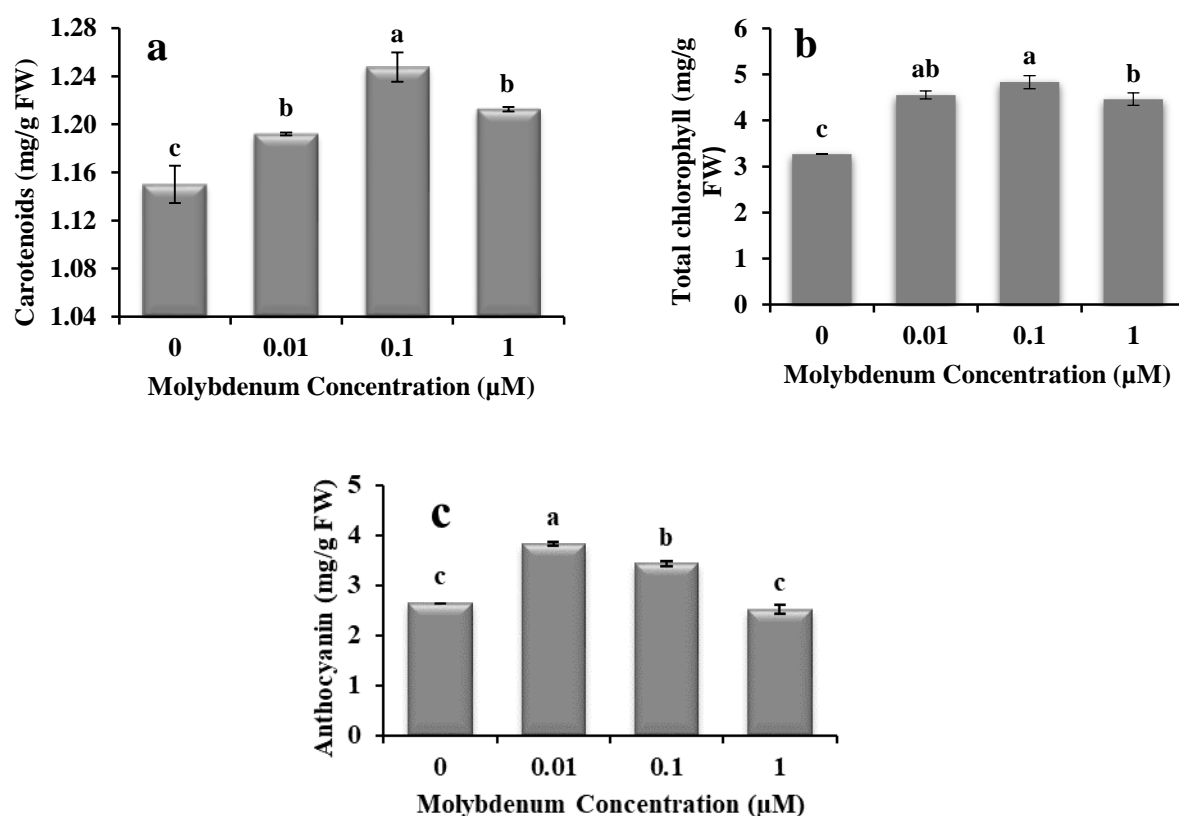 a
Carotenoids (mg/g FW)
1.28
1.24
1.20
1.16
1.12
1.08
1.04
c
b
a
b
0 0.01 0.1 1
Molybdenum Concentration (µM)
b
Total chlorophyll (mg/g
FW)
6
5
4
3
2
1
0
c
ab
a
b
0 0.01 0.1 1
Molybdenum Concentration (µM)
c
Anthocyanin (mg/g FW)
5
4
3
2
1
0
c
a
b
c
0 0.01 0.1 1
Molybdenum Concentration (µM)